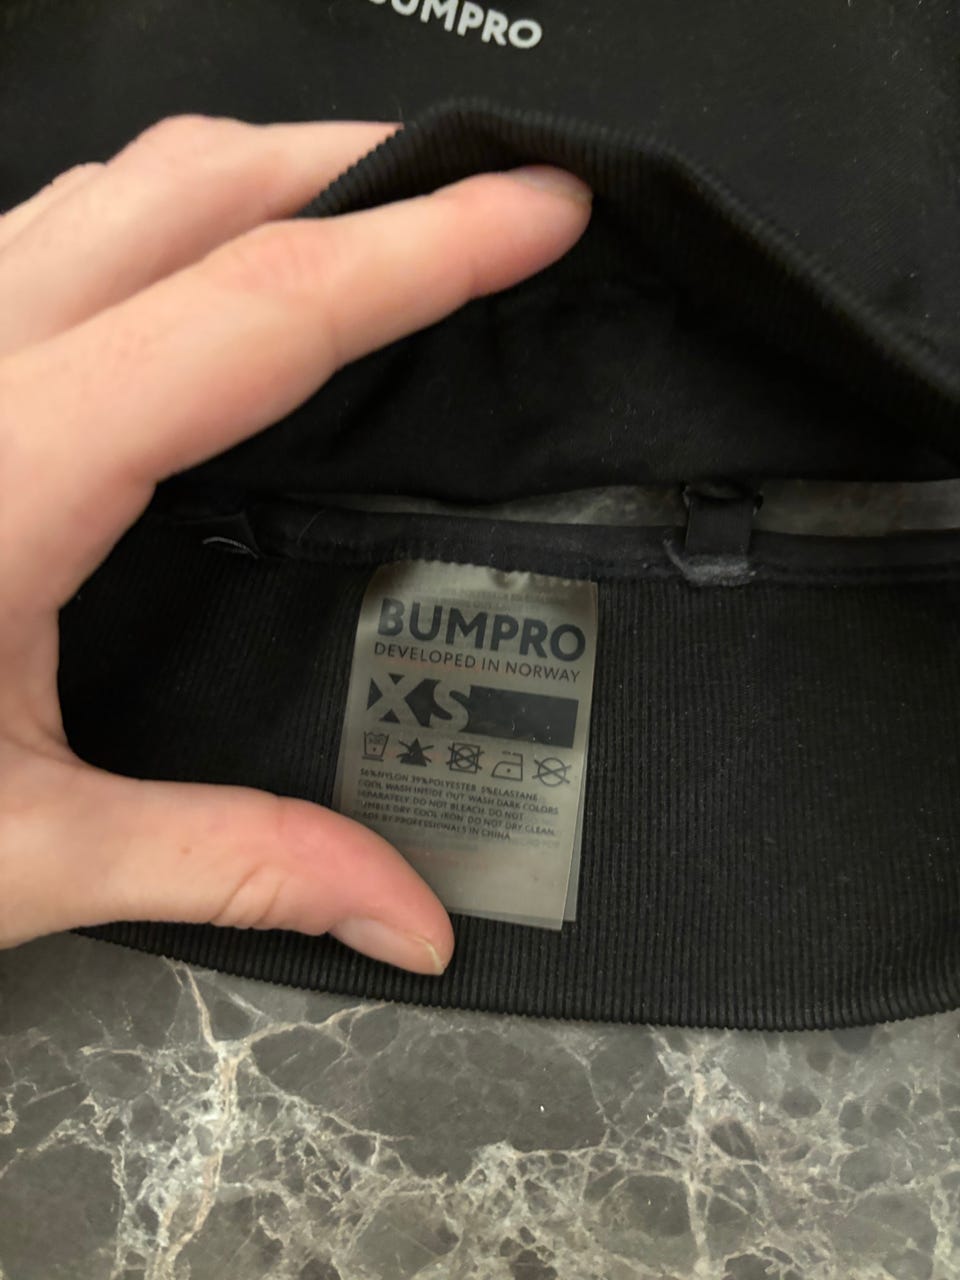 BUMPRO
BUMPRO
DEVELOPED IN NORWAY
XS
56%NYLON 39%POLYESTER 5%ELASTANE
COOL WASH INSIDE OUT. WASH DARK COLORS
SEPARATELY. DO NOT BLEACH. DO NOT
TUMBLE DRY. COOL IRON. DO NOT DRY CLEAN.
MADE BY PROFESSIONALS IN CHINA